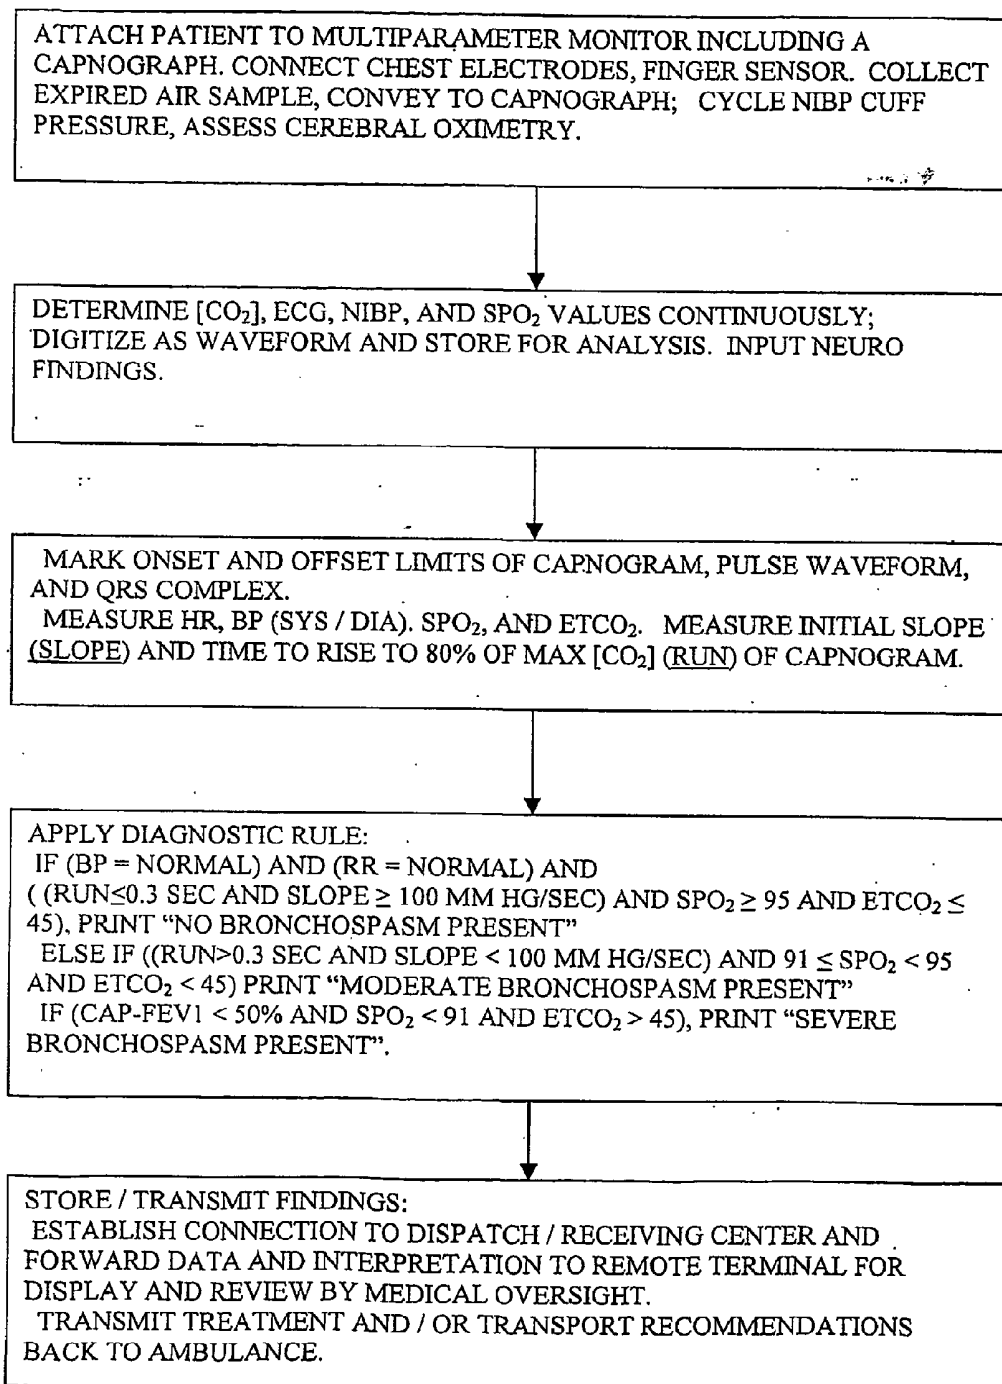 ATTACH PATIENT TO MULTIPARAMETER MONITOR INCLUDING A
CAPNOGRAPH. CONNECT CHEST ELECTRODES, FINGER SENSOR. COLLECT
EXPIRED AIR SAMPLE, CONVEY TO CAPNOGRAPH; CYCLE NIBP CUFF
PRESSURE, ASSESS CEREBRAL OXIMETRY.
DETERMINE [CO₂], ECG, NIBP, AND SPO₂ VALUES CONTINUOUSLY;
DIGITIZE AS WAVEFORM AND STORE FOR ANALYSIS. INPUT NEURO
FINDINGS.
MARK ONSET AND OFFSET LIMITS OF CAPNOGRAM, PULSE WAVEFORM,
AND QRS COMPLEX.
MEASURE HR, BP (SYS / DIA). SPO₂, AND ETCO₂. MEASURE INITIAL SLOPE
(SLOPE) AND TIME TO RISE TO 80% OF MAX [CO₂] (RUN) OF CAPNOGRAM.
APPLY DIAGNOSTIC RULE:
IF (BP = NORMAL) AND (RR = NORMAL) AND
( (RUN≤0.3 SEC AND SLOPE ≥ 100 MM HG/SEC) AND SPO₂ ≥ 95 AND ETCO₂ ≤
45), PRINT “NO BRONCHOSPASM PRESENT”
ELSE IF ((RUN>0.3 SEC AND SLOPE < 100 MM HG/SEC) AND 91 ≤ SPO₂ < 95
AND ETCO₂ < 45) PRINT “MODERATE BRONCHOSPASM PRESENT”
IF (CAP-FEV1 < 50% AND SPO₂ < 91 AND ETCO₂ > 45), PRINT “SEVERE
BRONCHOSPASM PRESENT”.
STORE / TRANSMIT FINDINGS:
ESTABLISH CONNECTION TO DISPATCH / RECEIVING CENTER AND
FORWARD DATA AND INTERPRETATION TO REMOTE TERMINAL FOR
DISPLAY AND REVIEW BY MEDICAL OVERSIGHT.
TRANSMIT TREATMENT AND / OR TRANSPORT RECOMMENDATIONS
BACK TO AMBULANCE.